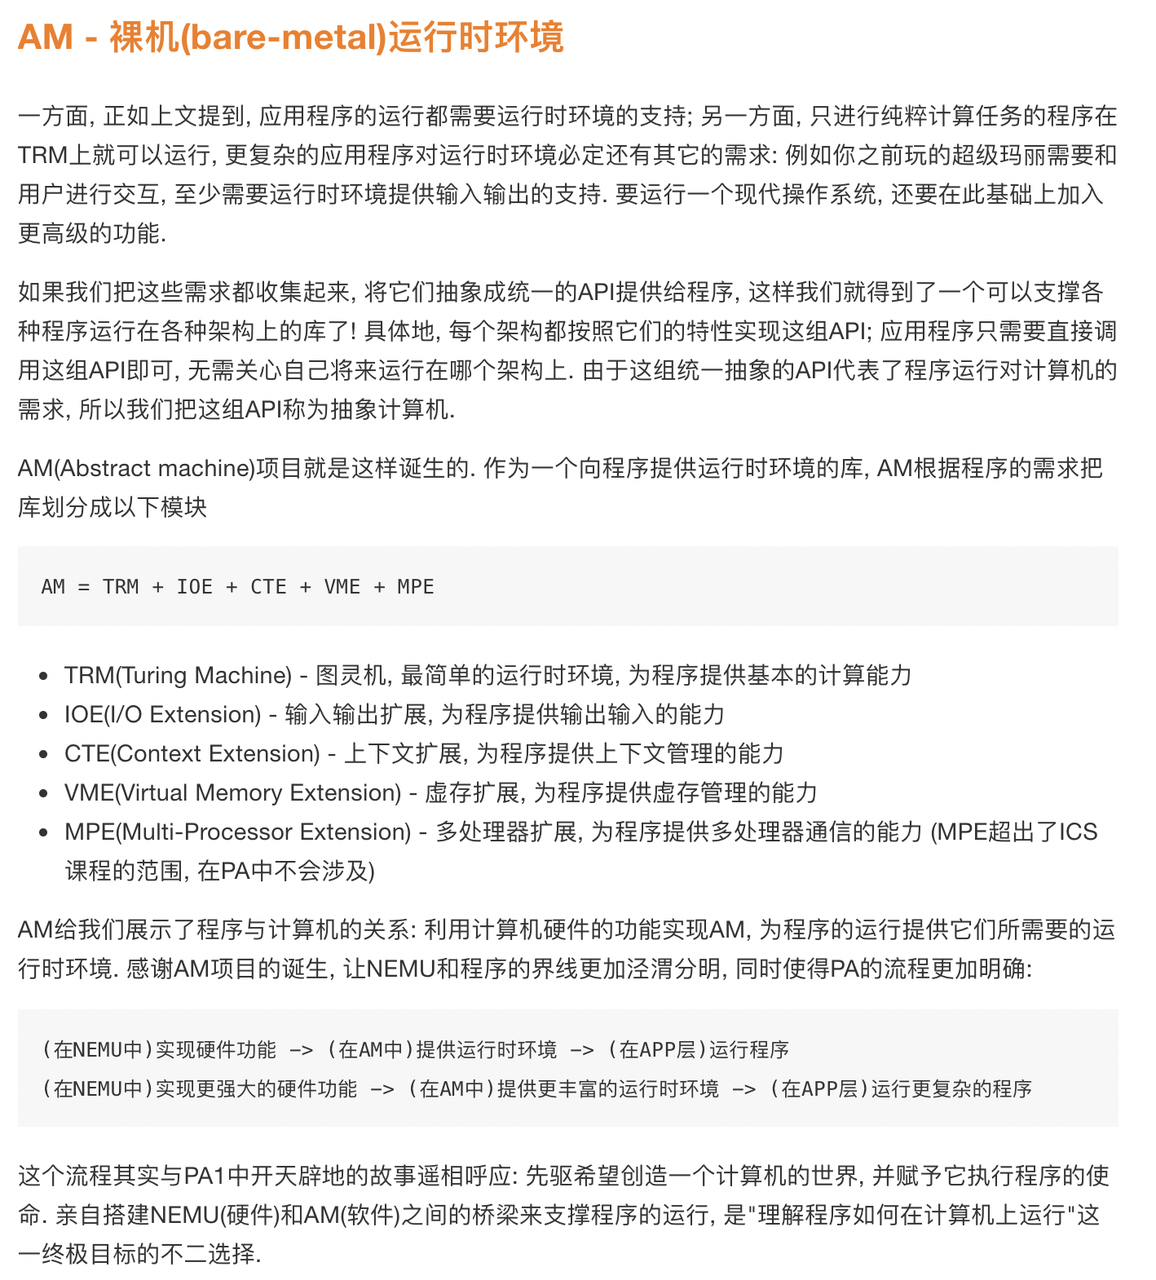 AM - 裸机(bare-metal)运行时环境
一方面, 正如上文提到, 应用程序的运行都需要运行时环境的支持; 另一方面, 只进行纯粹计算任务的程序在
TRM上就可以运行, 更复杂的应用程序对运行时环境必定还有其它的需求: 例如你之前玩的超级玛丽需要和
用户进行交互, 至少需要运行时环境提供输入输出的支持. 要运行一个现代操作系统, 还要在此基础上加入
更高级的功能.
如果我们把这些需求都收集起来, 将它们抽象成统一的API提供给程序, 这样我们就得到了一个可以支撑各
种程序运行在各种架构上的库了! 具体地, 每个架构都按照它们的特性实现这组API; 应用程序只需要直接调
用这组API即可, 无需关心自己将来运行在哪个架构上. 由于这组统一抽象的API代表了程序运行对计算机的
需求, 所以我们把这组API称为抽象计算机.
AM(Abstract machine)项目就是这样诞生的. 作为一个向程序提供运行时环境的库, AM根据程序的需求把
库划分成以下模块
AM = TRM + IOE + CTE + VME + MPE
• TRM(Turing Machine) - 图灵机, 最简单的运行时环境, 为程序提供基本的计算能力
• IOE(I/O Extension) - 输入输出扩展, 为程序提供输出输入的能力
• CTE(Context Extension) - 上下文扩展, 为程序提供上下文管理的能力
• VME(Virtual Memory Extension) - 虚存扩展, 为程序提供虚存管理的能力
• MPE(Multi-Processor Extension) - 多处理器扩展, 为程序提供多处理器通信的能力 (MPE超出了ICS
课程的范围, 在PA中不会涉及)
AM给我们展示了程序与计算机的关系: 利用计算机硬件的功能实现AM, 为程序的运行提供它们所需要的运
行时环境. 感谢AM项目的诞生, 让NEMU和程序的界线更加泾渭分明, 同时使得PA的流程更加明确:
(在NEMU中)实现硬件功能 -> (在AM中)提供运行时环境 -> (在APP层)运行程序
(在NEMU中)实现更强大的硬件功能 -> (在AM中)提供更丰富的运行时环境 -> (在APP层)运行更复杂的程序
这个流程其实与PA1中开天辟地的故事遥相呼应: 先驱希望创造一个计算机的世界, 并赋予它执行程序的使
命. 亲自搭建NEMU(硬件)和AM(软件)之间的桥梁来支撑程序的运行, 是"理解程序如何在计算机上运行"这
一终极目标的不二选择.